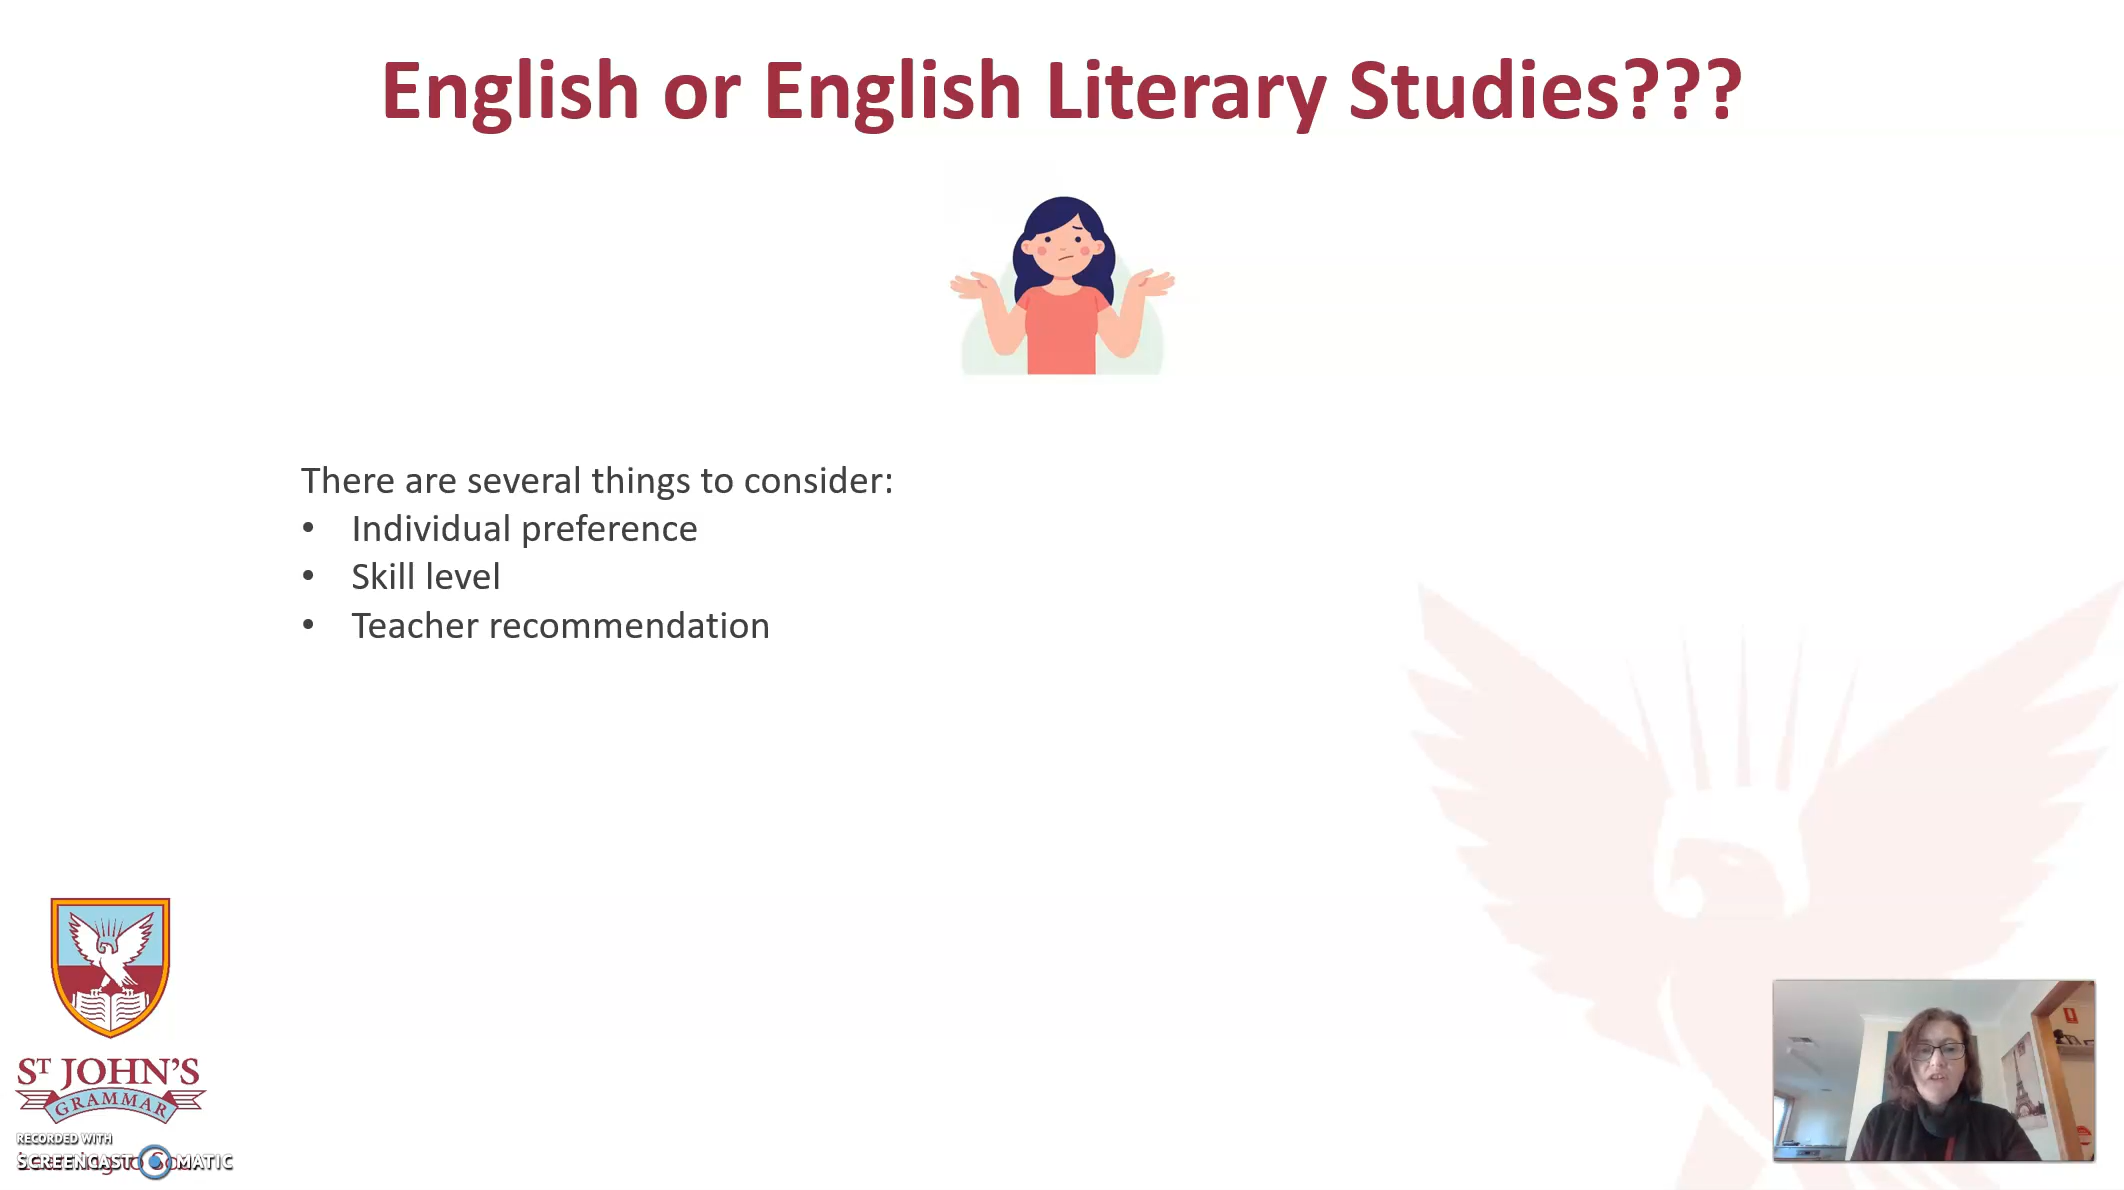 English or English Literary Studies???
There are several things to consider:
• Individual preference
• Skill level
• Teacher recommendation
ST JOHN'S
GRAMMAR
RECORDED WITH
SCREENCAST MATIC